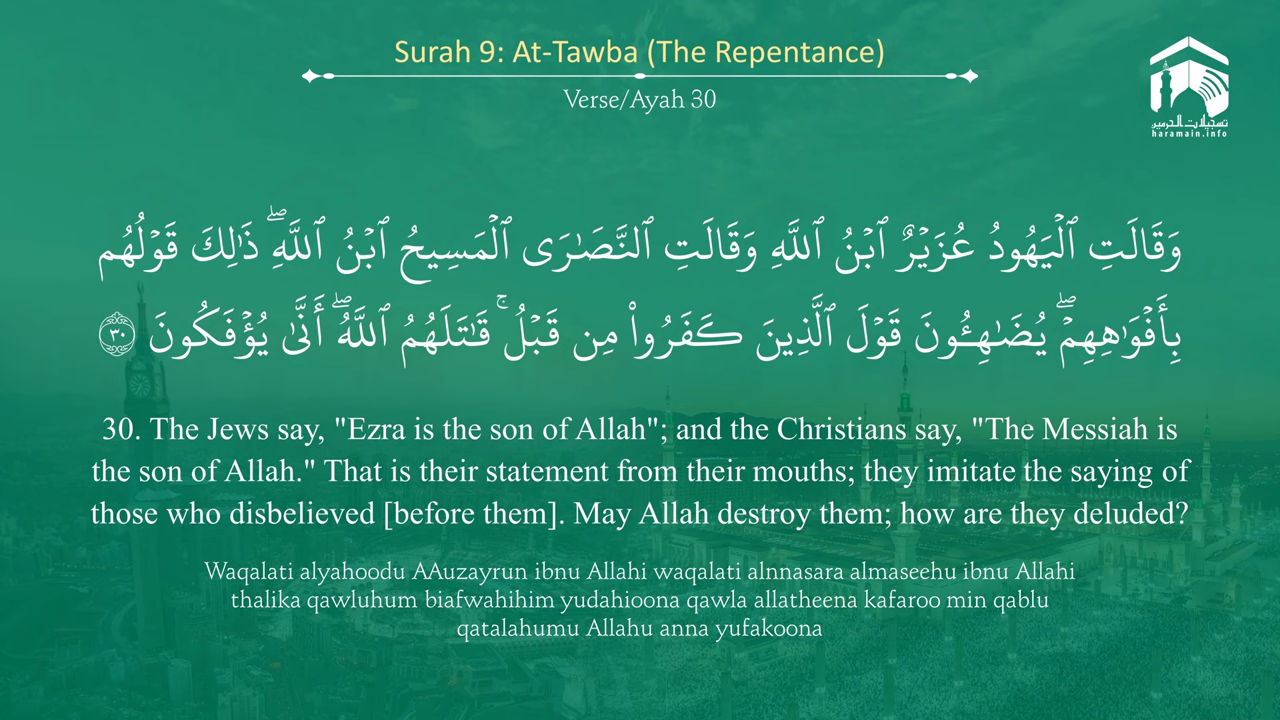 Surah 9: At-Tawba (The Repentance)
Verse/Ayah 30
تسجيلات الحرمين
haramain.info
وَقَالَتِ ٱلْيَهُودُ عُزَيْرٌ ٱبْنُ ٱللَّهِ وَقَالَتِ ٱلنَّصَـٰرَى ٱلْمَسِيحُ ٱبْنُ ٱللَّهِ ۖ ذَٰلِكَ قَوْلُهُم
بِأَفْوَٰهِهِمْ ۖ يُضَـٰهِـُٔونَ قَوْلَ ٱلَّذِينَ كَفَرُوا۟ مِن قَبْلُ ۚ قَـٰتَلَهُمُ ٱللَّهُ ۖ أَنَّىٰ يُؤْفَكُونَ ٣٠
30. The Jews say, "Ezra is the son of Allah"; and the Christians say, "The Messiah is
the son of Allah." That is their statement from their mouths; they imitate the saying of
those who disbelieved [before them]. May Allah destroy them; how are they deluded?
Waqalati alyahoodu AAuzayrun ibnu Allahi waqalati alnnasara almaseehu ibnu Allahi
thalika qawluhum biafwahihim yudahioona qawla allatheena kafaroo min qablu
qatalahumu Allahu anna yufakoona